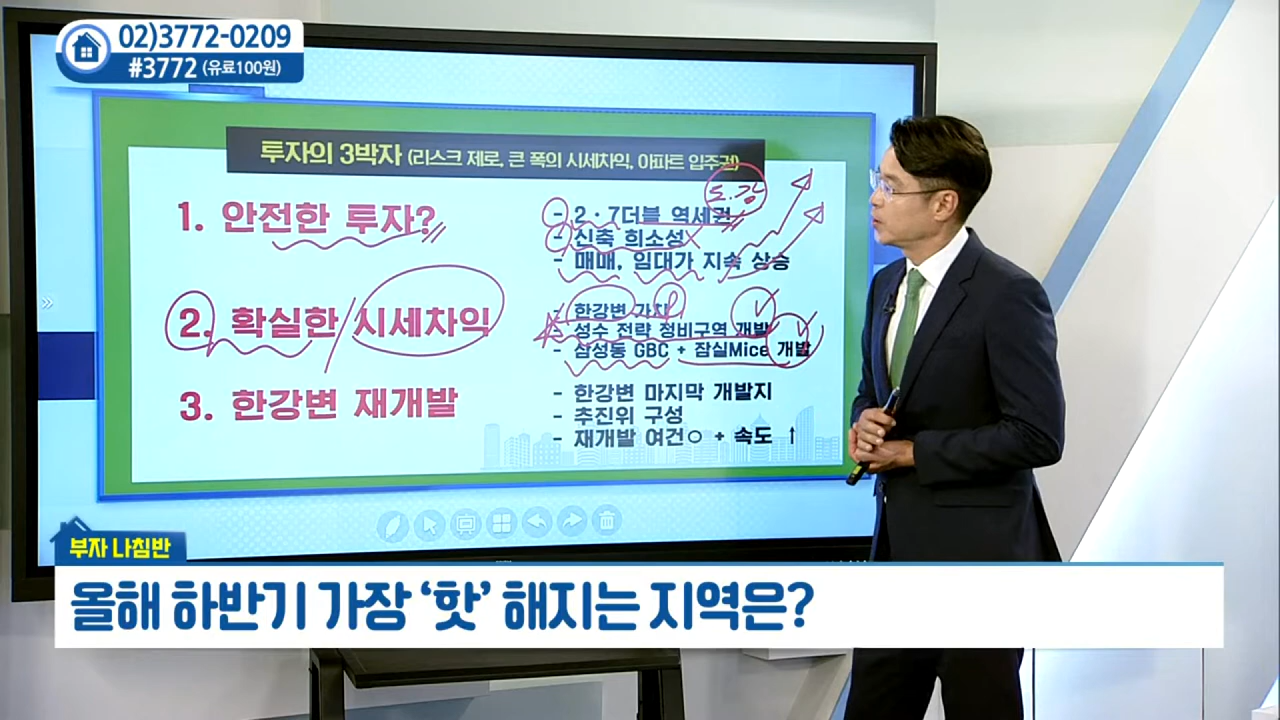 02)3772-0209
#3772 (유료100원)
투자의 3박자 (리스크 제로, 큰 폭의 시세차익, 아파트 입주권)
1. 안전한 투자?
도.강
- 2·7더블 역세권
- 신축 희소성
- 매매, 임대가 지속 상승
2. 확실한 시세차익
- 한강변 가치
- 성수 전략 정비구역 개발
- 삼성동 GBC + 잠실Mice 개발
3. 한강변 재개발
- 한강변 마지막 개발지
- 추진위 구성
- 재개발 여건○ + 속도 ↑
부자 나침반
올해 하반기 가장 ‘핫’ 해지는 지역은?